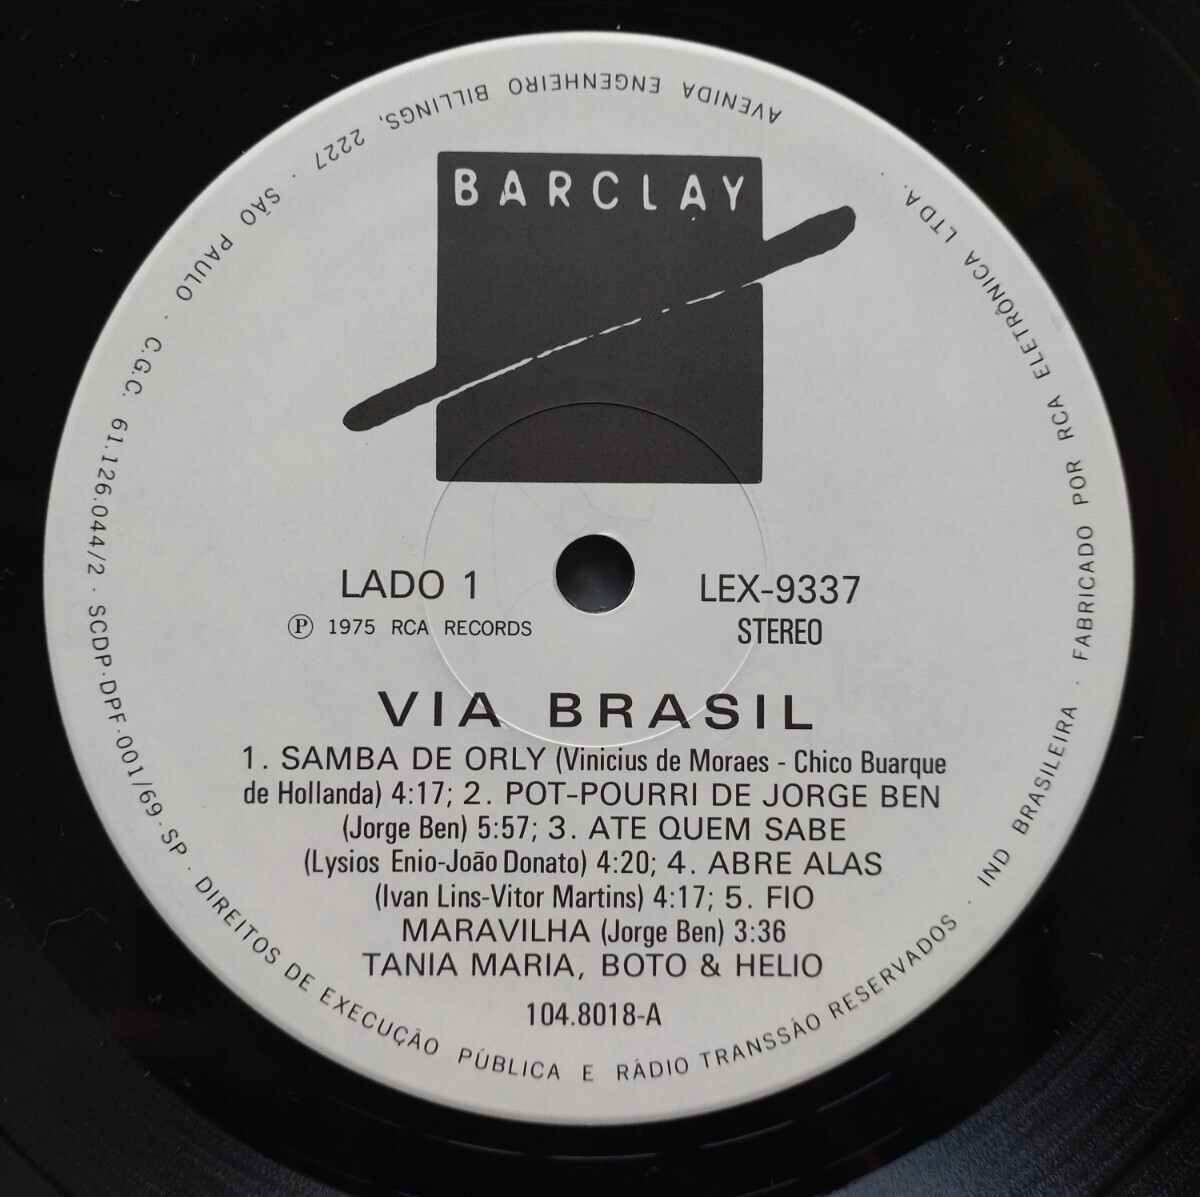 BARCLAY
LADO 1
Ⓟ 1975 RCA RECORDS
LEX-9337
STEREO
VIA BRASIL
1. SAMBA DE ORLY (Vinicius de Moraes - Chico Buarque
de Hollanda) 4:17; 2. POT-POURRI DE JORGE BEN
(Jorge Ben) 5:57; 3. ATE QUEM SABE
(Lysios Enio-João Donato) 4:20; 4. ABRE ALAS
(Ivan Lins-Vitor Martins) 4:17; 5. FIO
MARAVILHA (Jorge Ben) 3:36
TANIA MARIA, BOTO & HELIO
104.8018-A
FABRICADO POR RCA ELETRÔNICA LTDA. · AVENIDA ENGENHEIRO BILLINGS, 2227 · SÃO PAULO · C.G.C. 61.126.044/2 · SCDP·DPF·001/69·SP · DIREITOS DE EXECUÇÃO PÚBLICA E RÁDIO TRANSSÃO RESERVADOS · IND BRASILEIRA ·